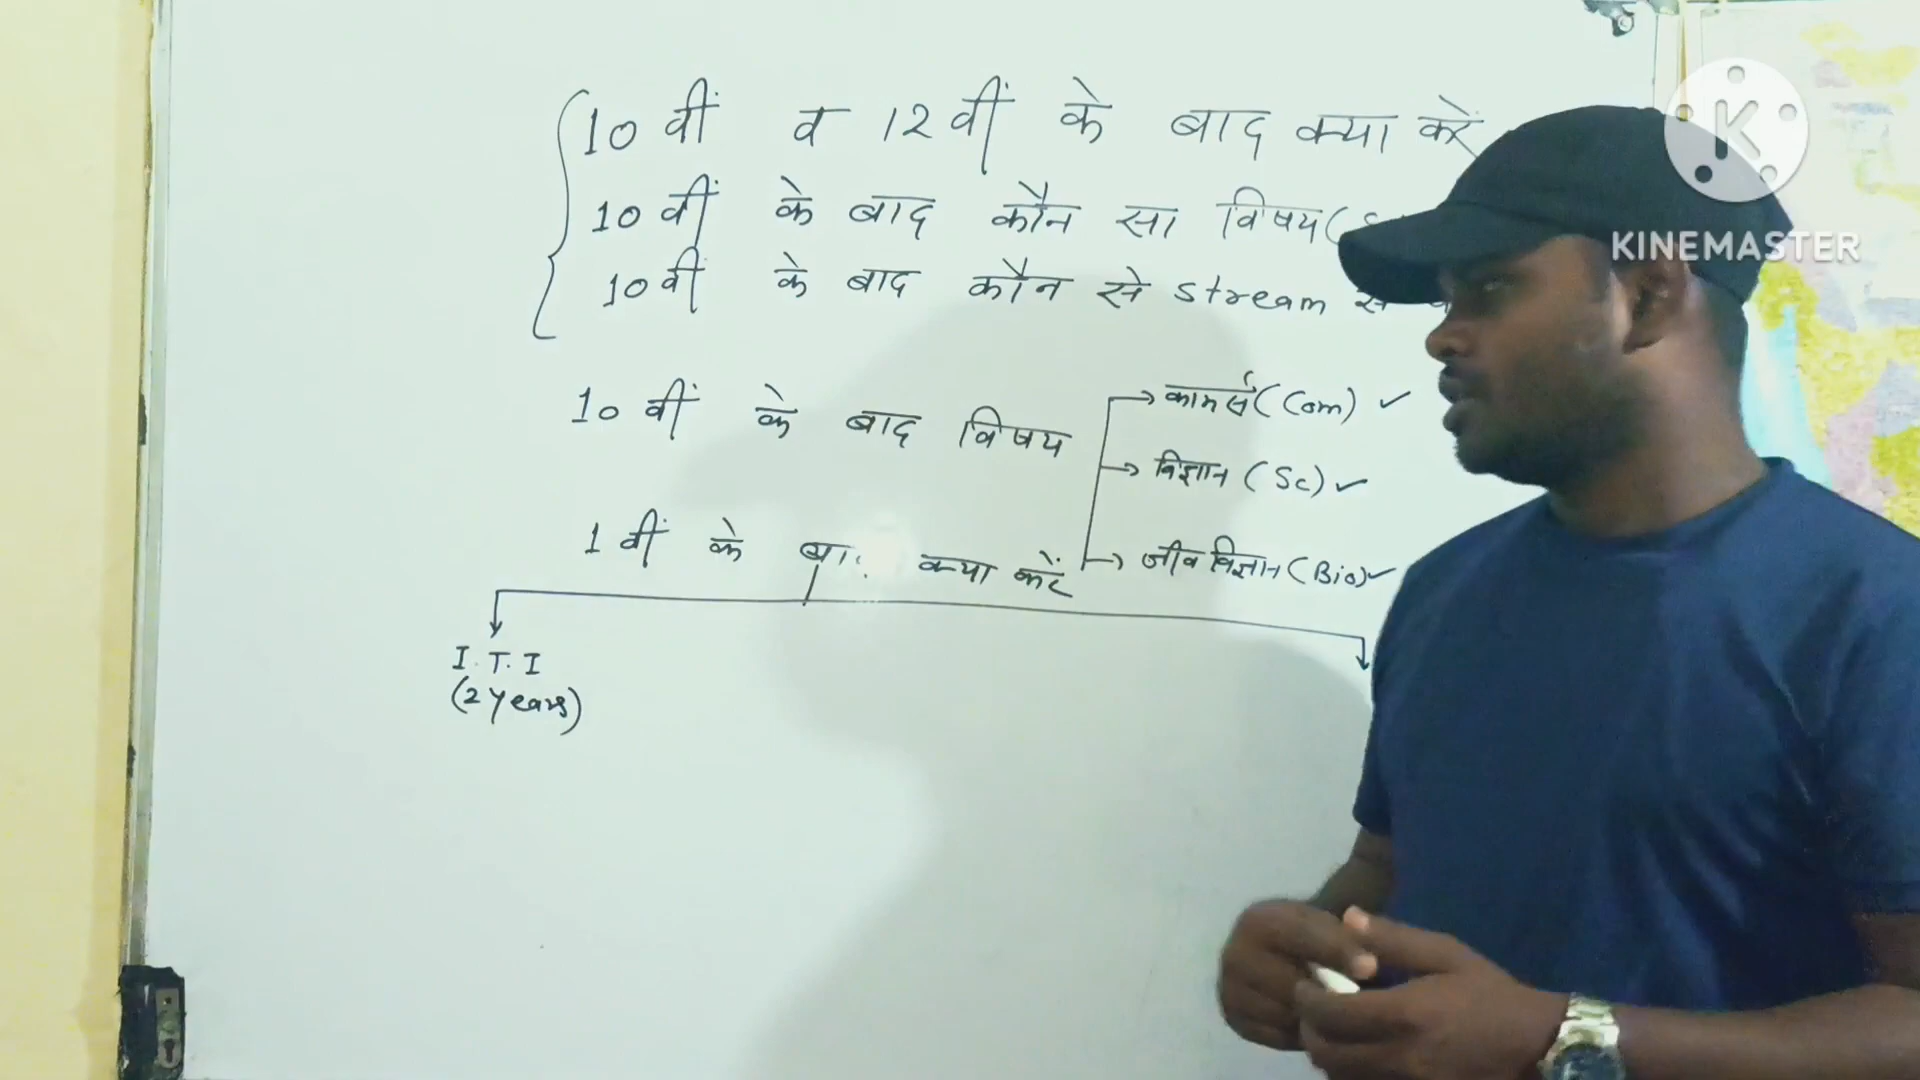 10 वीं व 12 वीं के बाद क्या करें
10 वीं के बाद कौन सा विषय (
10 वीं के बाद कौन से stream से
10 वीं के बाद विषय
कामर्स (Com) ✓
विज्ञान (Sc) ✓
जीव विज्ञान (Bio) ✓
1 वीं के बा क्या करें
I.T.I
(2 years)
KINEMASTER